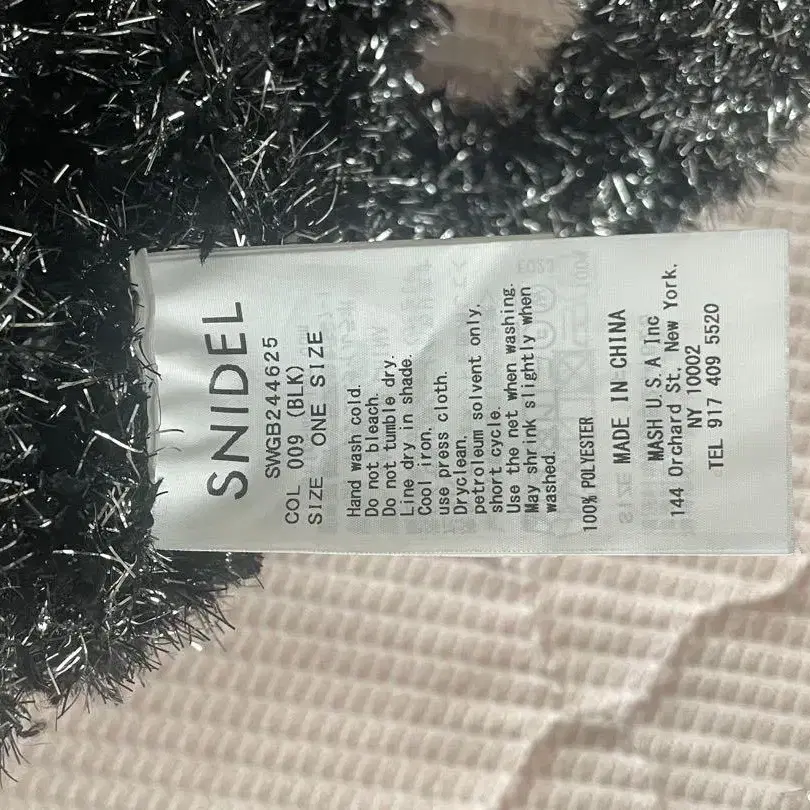 SNIDEL
SWGB244625
COL 009 (BLK)
SIZE ONE SIZE
Hand wash cold.
Do not bleach.
Do not tumble dry.
Line dry in shade.
Cool iron.
use press cloth.
Dryclean,
petroleum solvent only,
short cycle.
Use the net when washing.
May shrink slightly when
washed.
100% POLYESTER
MADE IN CHINA
MASH U.S.A Inc
144 Orchard St, New York,
NY 10002
TEL 917 409 5520